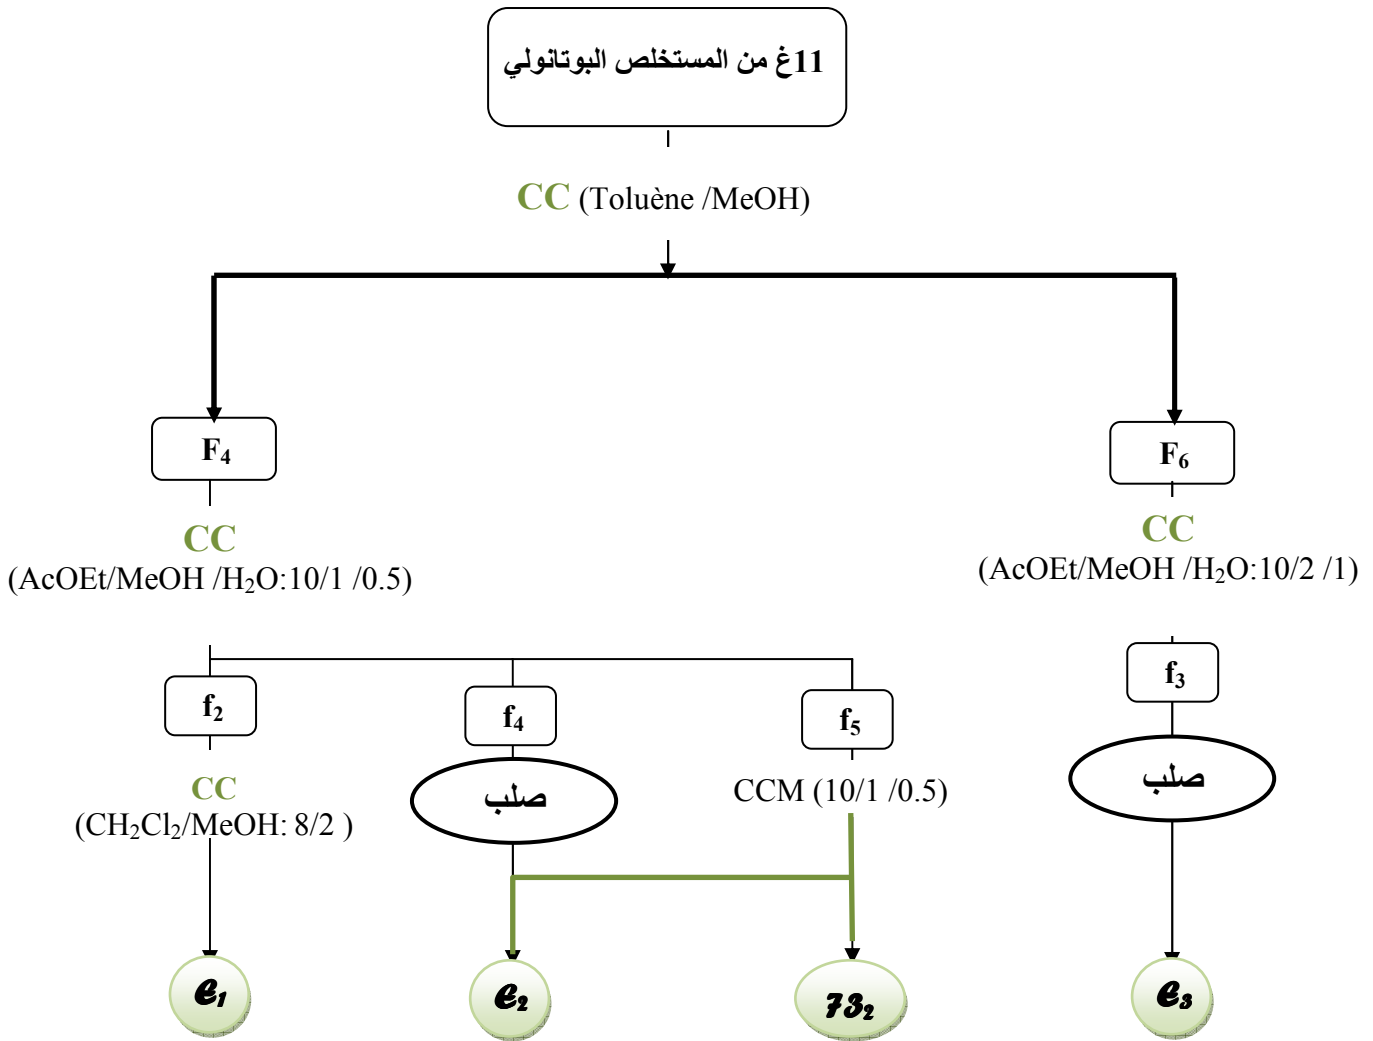 11غ من المستخلص البوتانولي
CC (Toluène /MeOH)
F₄
F₆
CC
(AcOEt/MeOH /H₂O:10/1 /0.5)
CC
(AcOEt/MeOH /H₂O:10/2 /1)
f₂
f₄
f₅
f₃
CC
(CH₂Cl₂/MeOH: 8/2 )
صلب
CCM (10/1 /0.5)
صلب
e₁
e₂
73₂
e₃